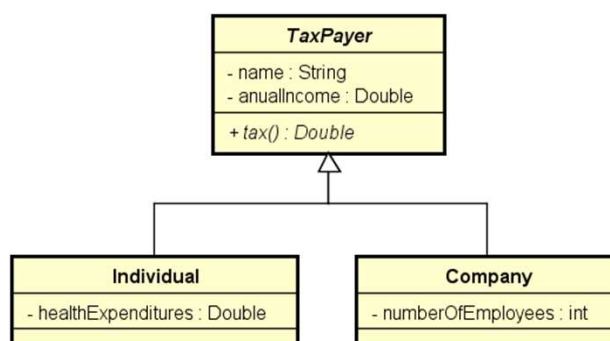 TaxPayer
- name : String
- anualIncome : Double
+ tax() : Double
Individual
- healthExpenditures : Double
Company
- numberOfEmployees : int